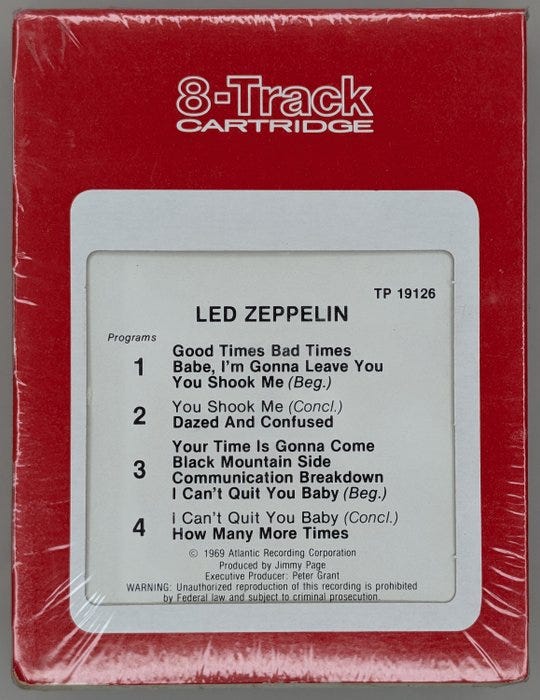 8-Track
CARTRIDGE
TP 19126
LED ZEPPELIN
Programs
1
Good Times Bad Times
Babe, I'm Gonna Leave You
You Shook Me (Beg.)
2
You Shook Me (Concl.)
Dazed And Confused
3
Your Time Is Gonna Come
Black Mountain Side
Communication Breakdown
I Can't Quit You Baby (Beg.)
4
I Can't Quit You Baby (Concl.)
How Many More Times
© 1969 Atlantic Recording Corporation
Produced by Jimmy Page
Executive Producer: Peter Grant
WARNING: Unauthorized reproduction of this recording is prohibited
by Federal law and subject to criminal prosecution.